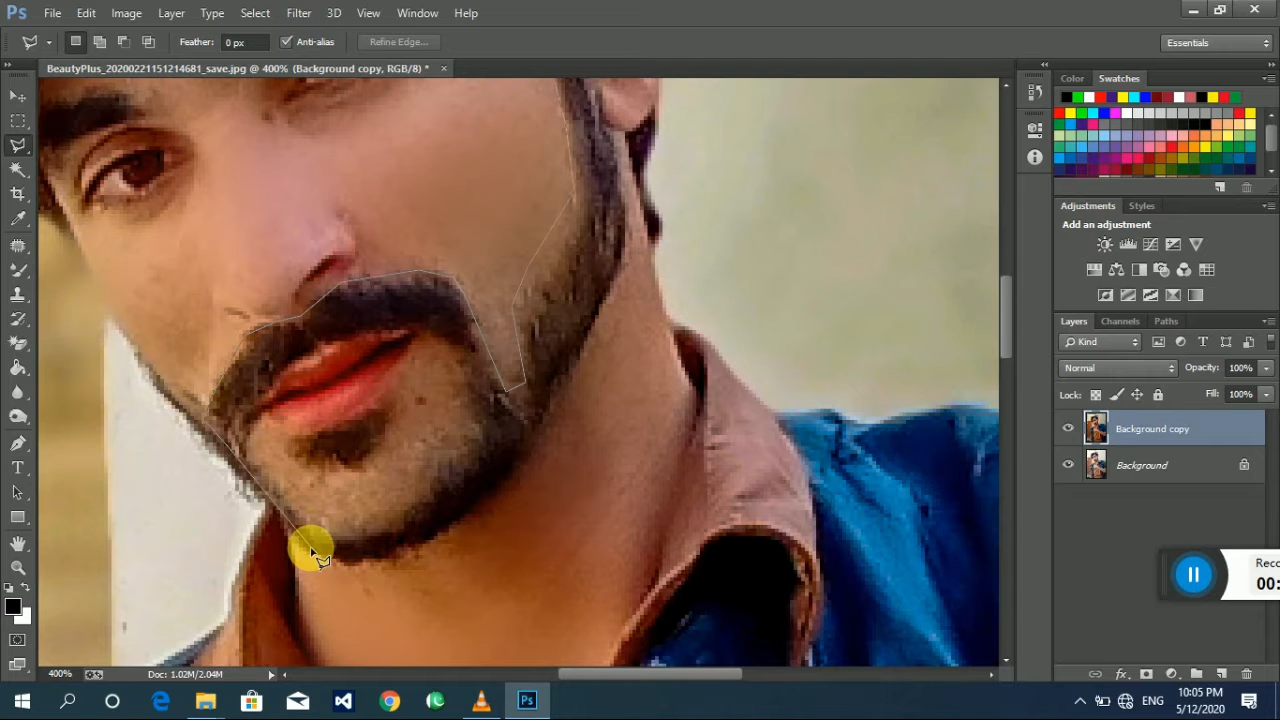 Ps File Edit Image Layer Type Select Filter 3D View Window Help
Feather: 0 px Anti-alias Refine Edge... Essentials
BeautyPlus_20200221151214681_save.jpg @ 400% (Background copy, RGB/8) * ×
Color Swatches
Adjustments Styles
Add an adjustment
Layers Channels Paths
Kind
Normal Opacity: 100%
Lock: Fill: 100%
Background copy
Background
Rec
00:
400% Doc: 1.02M/2.04M
Ps ENG 10:05 PM
5/12/2020